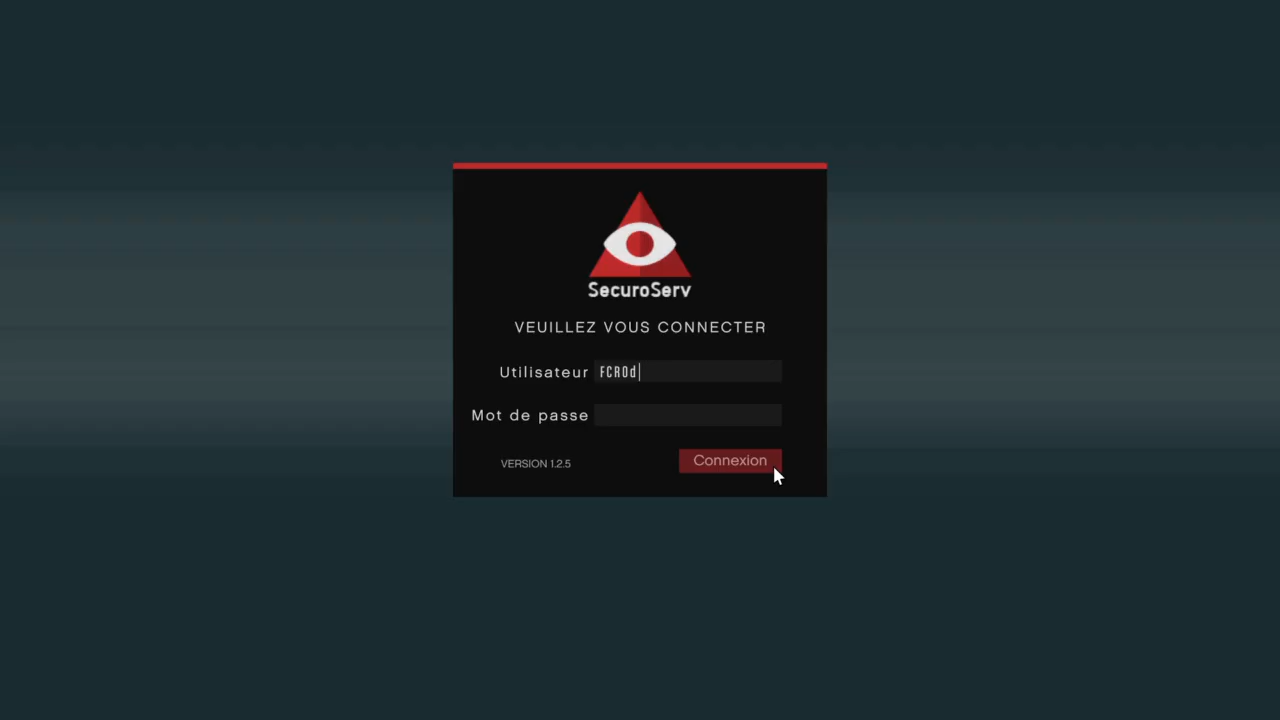 SecuroServ
VEUILLEZ VOUS CONNECTER
Utilisateur FCR0d
Mot de passe
VERSION 1.2.5 Connexion